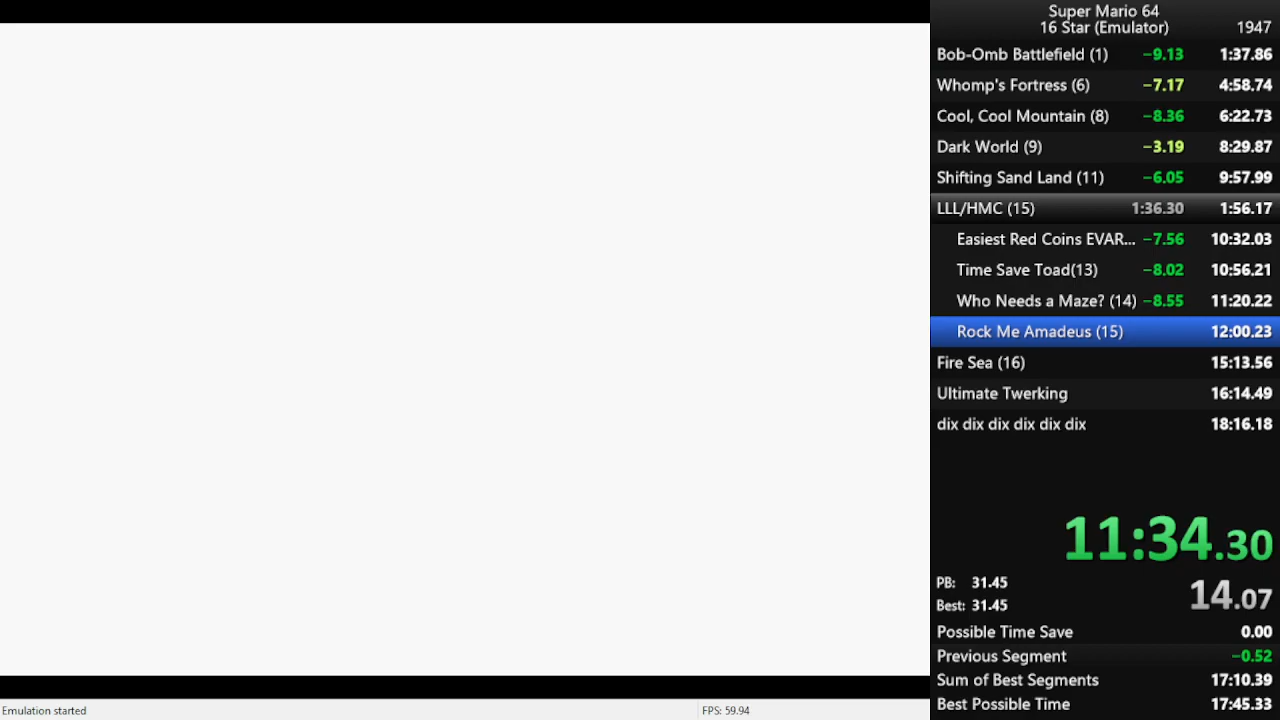 Super Mario 64
16 Star (Emulator) 1947
Bob-Omb Battlefield (1) −9.13 1:37.86
Whomp's Fortress (6) −7.17 4:58.74
Cool, Cool Mountain (8) −8.36 6:22.73
Dark World (9) −3.19 8:29.87
Shifting Sand Land (11) −6.05 9:57.99
LLL/HMC (15) 1:36.30 1:56.17
Easiest Red Coins EVAR... −7.56 10:32.03
Time Save Toad(13) −8.02 10:56.21
Who Needs a Maze? (14) −8.55 11:20.22
Rock Me Amadeus (15) 12:00.23
Fire Sea (16) 15:13.56
Ultimate Twerking 16:14.49
dix dix dix dix dix dix 18:16.18
11:34.30
PB: 31.45
Best: 31.45
14.07
Possible Time Save 0.00
Previous Segment −0.52
Sum of Best Segments 17:10.39
Best Possible Time 17:45.33
Emulation started FPS: 59.94